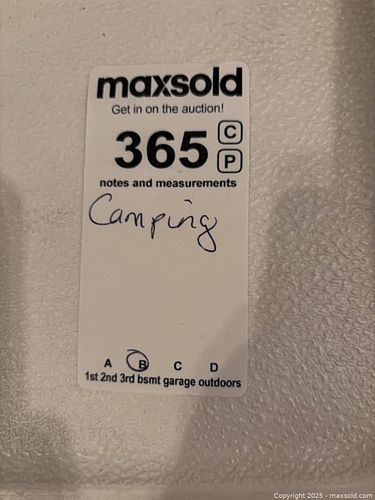 maxsold
Get in on the auction!
365 C
P
notes and measurements
Camping
A B C D
1st 2nd 3rd bsmt garage outdoors
Copyright 2025 - maxsold.com